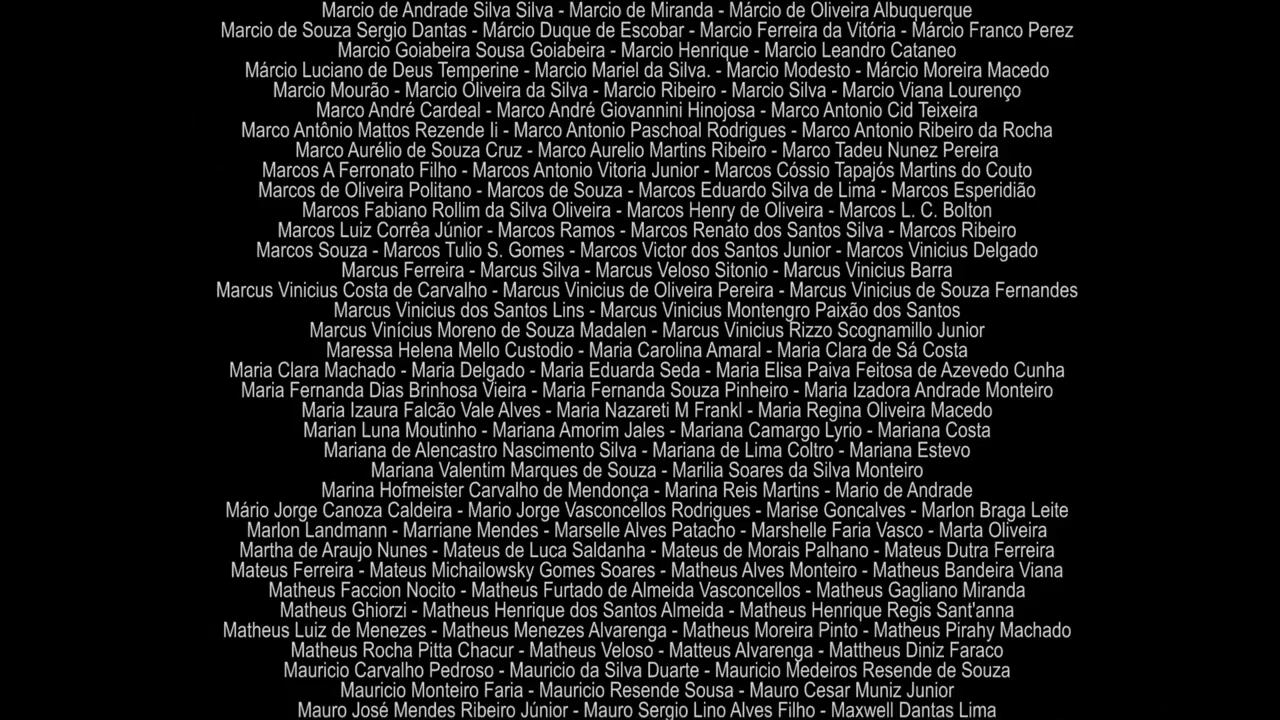 Marcio de Andrade Silva Silva - Marcio de Miranda - Márcio de Oliveira Albuquerque
Marcio de Souza Sergio Dantas - Márcio Duque de Escobar - Marcio Ferreira da Vitória - Márcio Franco Perez
Marcio Goiabeira Sousa Goiabeira - Marcio Henrique - Marcio Leandro Cataneo
Márcio Luciano de Deus Temperine - Marcio Mariel da Silva. - Marcio Modesto - Márcio Moreira Macedo
Marcio Mourão - Marcio Oliveira da Silva - Marcio Ribeiro - Marcio Silva - Marcio Viana Lourenço
Marco André Cardeal - Marco André Giovannini Hinojosa - Marco Antonio Cid Teixeira
Marco Antônio Mattos Rezende Ii - Marco Antonio Paschoal Rodrigues - Marco Antonio Ribeiro da Rocha
Marco Aurélio de Souza Cruz - Marco Aurelio Martins Ribeiro - Marco Tadeu Nunez Pereira
Marcos A Ferronato Filho - Marcos Antonio Vitoria Junior - Marcos Cóssio Tapajós Martins do Couto
Marcos de Oliveira Politano - Marcos de Souza - Marcos Eduardo Silva de Lima - Marcos Esperidião
Marcos Fabiano Rollim da Silva Oliveira - Marcos Henry de Oliveira - Marcos L. C. Bolton
Marcos Luiz Corrêa Júnior - Marcos Ramos - Marcos Renato dos Santos Silva - Marcos Ribeiro
Marcos Souza - Marcos Tulio S. Gomes - Marcos Victor dos Santos Junior - Marcos Vinicius Delgado
Marcus Ferreira - Marcus Silva - Marcus Veloso Sitonio - Marcus Vinicius Barra
Marcus Vinicius Costa de Carvalho - Marcus Vinicius de Oliveira Pereira - Marcus Vinicius de Souza Fernandes
Marcus Vinicius dos Santos Lins - Marcus Vinicius Montengro Paixão dos Santos
Marcus Vinícius Moreno de Souza Madalen - Marcus Vinicius Rizzo Scognamillo Junior
Maressa Helena Mello Custodio - Maria Carolina Amaral - Maria Clara de Sá Costa
Maria Clara Machado - Maria Delgado - Maria Eduarda Seda - Maria Elisa Paiva Feitosa de Azevedo Cunha
Maria Fernanda Dias Brinhosa Vieira - Maria Fernanda Souza Pinheiro - Maria Izadora Andrade Monteiro
Maria Izaura Falcão Vale Alves - Maria Nazareti M Frankl - Maria Regina Oliveira Macedo
Marian Luna Moutinho - Mariana Amorim Jales - Mariana Camargo Lyrio - Mariana Costa
Mariana de Alencastro Nascimento Silva - Mariana de Lima Coltro - Mariana Estevo
Mariana Valentim Marques de Souza - Marilia Soares da Silva Monteiro
Marina Hofmeister Carvalho de Mendonça - Marina Reis Martins - Mario de Andrade
Mário Jorge Canoza Caldeira - Mario Jorge Vasconcellos Rodrigues - Marise Goncalves - Marlon Braga Leite
Marlon Landmann - Marriane Mendes - Marselle Alves Patacho - Marshelle Faria Vasco - Marta Oliveira
Martha de Araujo Nunes - Mateus de Luca Saldanha - Mateus de Morais Palhano - Mateus Dutra Ferreira
Mateus Ferreira - Mateus Michailowsky Gomes Soares - Matheus Alves Monteiro - Matheus Bandeira Viana
Matheus Faccion Nocito - Matheus Furtado de Almeida Vasconcellos - Matheus Gagliano Miranda
Matheus Ghiorzi - Matheus Henrique dos Santos Almeida - Matheus Henrique Regis Sant'anna
Matheus Luiz de Menezes - Matheus Menezes Alvarenga - Matheus Moreira Pinto - Matheus Pirahy Machado
Matheus Rocha Pitta Chacur - Matheus Veloso - Matteus Alvarenga - Mattheus Diniz Faraco
Mauricio Carvalho Pedroso - Mauricio da Silva Duarte - Mauricio Medeiros Resende de Souza
Mauricio Monteiro Faria - Mauricio Resende Sousa - Mauro Cesar Muniz Junior
Mauro José Mendes Ribeiro Júnior - Mauro Sergio Lino Alves Filho - Maxwell Dantas Lima